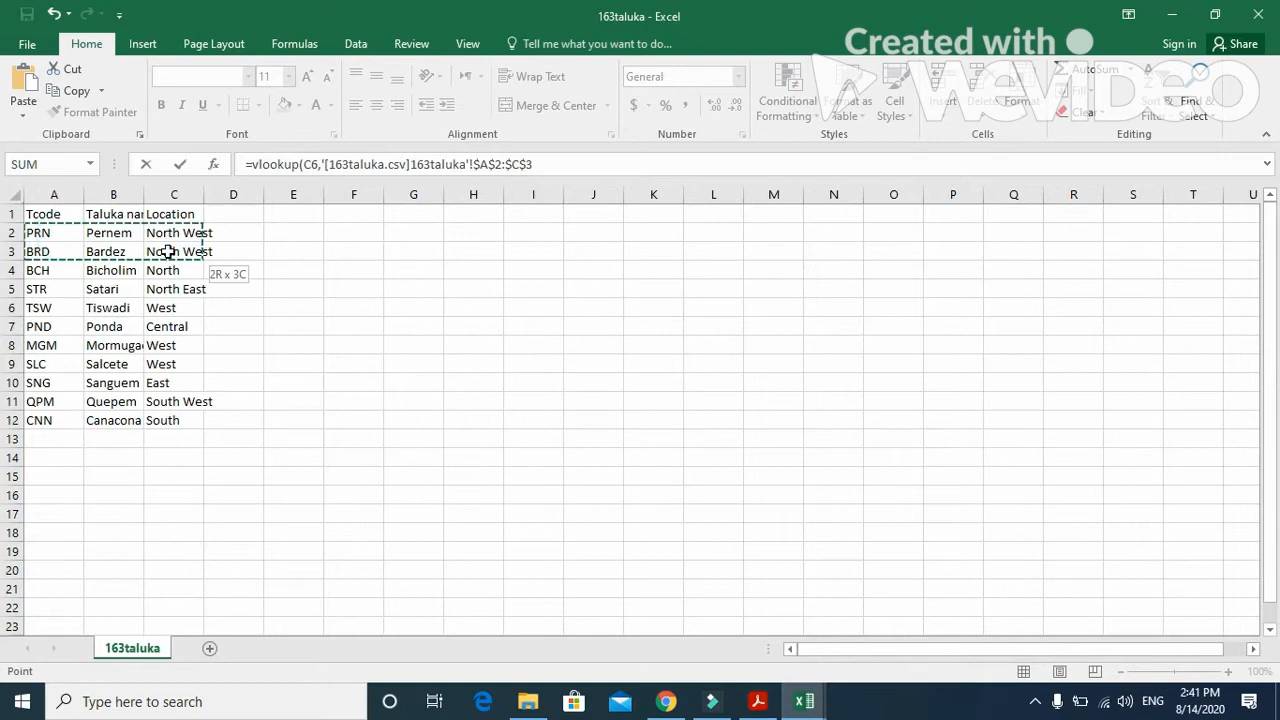 163taluka - Excel
Created with
WeVideo
File Home Insert Page Layout Formulas Data Review View Tell me what you want to do... Sign in Share
Paste Cut Copy Format Painter
11
Wrap Text
Merge & Center
General
Conditional Formatting
Format as Table
Cell Styles
Insert Delete Format
AutoSum
Fill
Clear
Sort &
Find &
Filter Select
Clipboard Font Alignment Number Styles Cells Editing
SUM fx =vlookup(C6,'[163taluka.csv]163taluka'!$A$2:$C$3
A B C D E F G H I J K L M N O P Q R S T U
1 Tcode Taluka nar Location
2 PRN Pernem North West
3 BRD Bardez North West
4 BCH Bicholim North 2R x 3C
5 STR Satari North East
6 TSW Tiswadi West
7 PND Ponda Central
8 MGM Mormuga West
9 SLC Salcete West
10 SNG Sanguem East
11 QPM Quepem South West
12 CNN Canacona South
13
14
15
16
17
18
19
20
21
22
23
163taluka
Point 100%
Type here to search
ENG 2:41 PM
8/14/2020